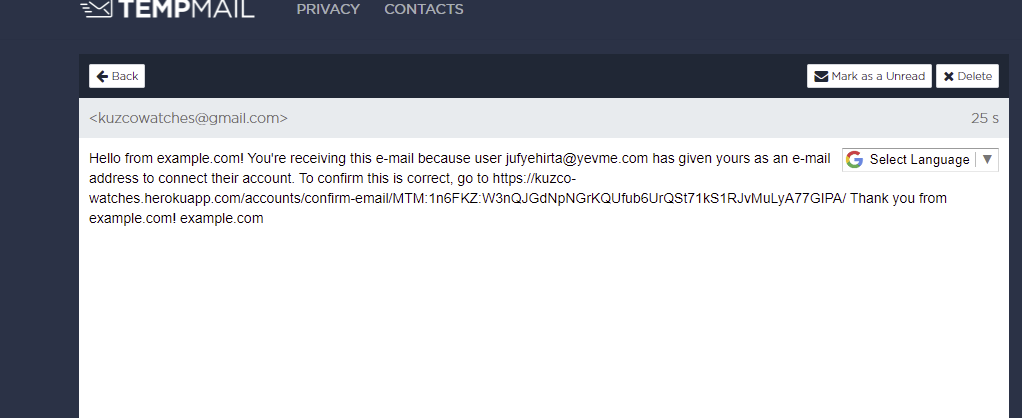 TEMPMAIL PRIVACY CONTACTS
Back Mark as a Unread Delete
<kuzcowatches@gmail.com> 25 s
Hello from example.com! You're receiving this e-mail because user jufyehirta@yevme.com has given yours as an e-mail
Select Language ▼
address to connect their account. To confirm this is correct, go to https://kuzco-
watches.herokuapp.com/accounts/confirm-email/MTM:1n6FKZ:W3nQJGdNpNGrKQUfub6UrQSt71kS1RJvMuLyA77GIPA/ Thank you from
example.com! example.com